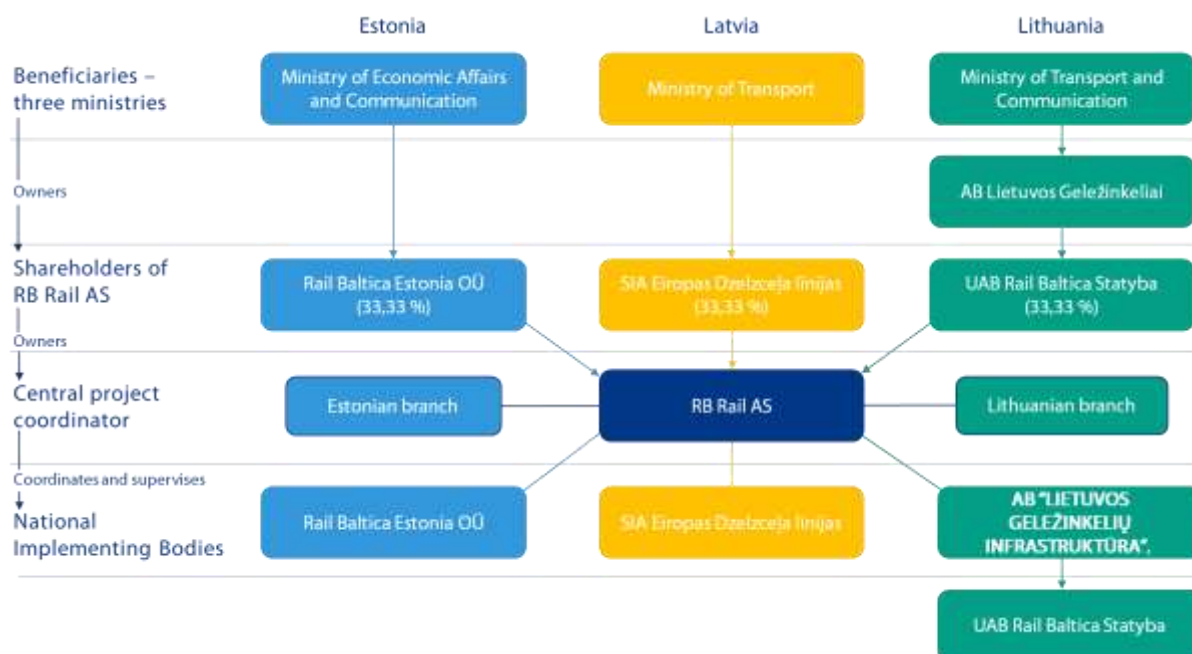 Estonia
Latvia
Lithuania
Beneficiaries –
three ministries
Ministry of Economic Affairs
and Communication
Ministry of Transport
Ministry of Transport and
Communication
Owners
AB Lietuvos Geležinkeliai
Shareholders of
RB Rail AS
Rail Baltica Estonia OÜ
(33,33 %)
SIA Eiropas Dzelzceļa līnijas
(33,33 %)
UAB Rail Baltica Statyba
(33,33 %)
Owners
Central project
coordinator
Estonian branch
RB Rail AS
Lithuanian branch
Coordinates and supervises
National
Implementing Bodies
Rail Baltica Estonia OÜ
SIA Eiropas Dzelzceļa līnijas
AB “LIETUVOS
GELEŽINKELIŲ
INFRASTRUKTŪRA”.
UAB Rail Baltica Statyba